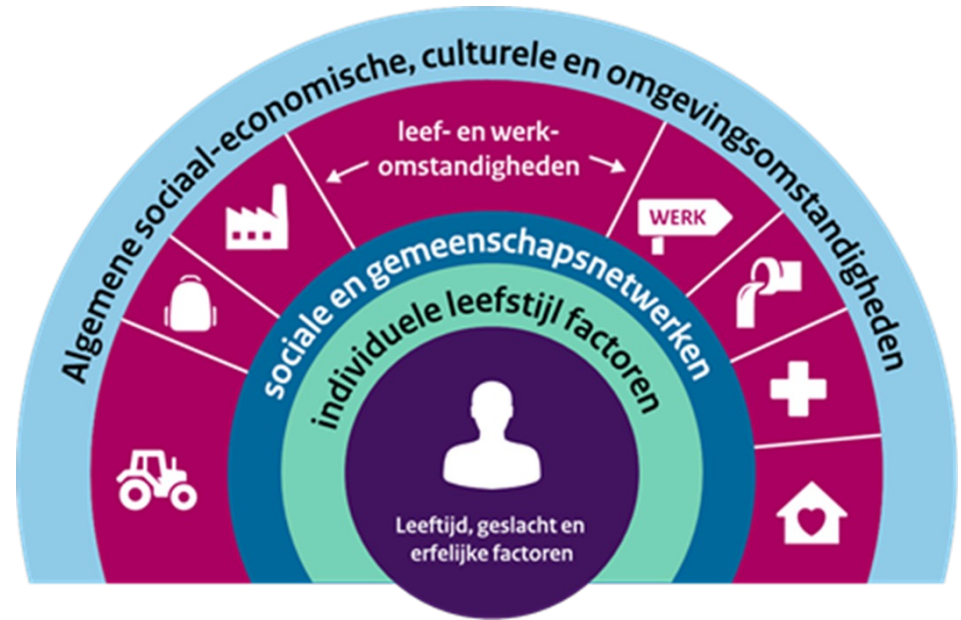 Algemene sociaal-economische, culturele en omgevingsomstandigheden
leef- en werk-
omstandigheden
WERK
sociale en gemeenschapsnetwerken
individuele leefstijl factoren
Leeftijd, geslacht en
erfelijke factoren